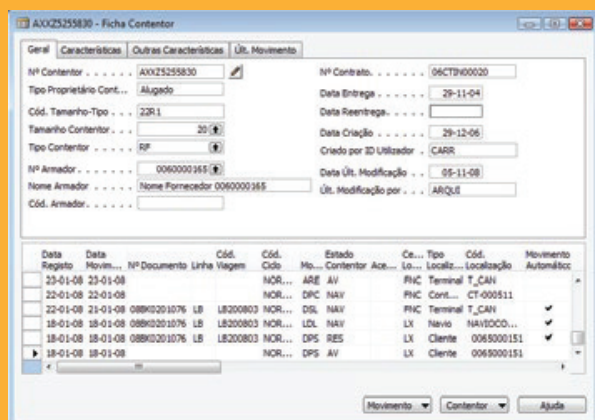 AXXZ5255830 - Ficha Contentor
Geral Características Outras Características Últ. Movimento
Nº Contentor . . . . . . AXXZ5255830
Nº Contrato. . . . . . . 06CTIN00020
Tipo Proprietário Cont... Alugado
Data Entrega. . . . . . 29-11-04
Data Reentrega. . . . .
Cód. Tamanho-Tipo . . . 22R1
Tamanho Contentor . . . 20
Data Criação . . . . . . 29-12-06
Tipo Contentor . . . . . RF
Criado por ID Utilizador . CARR
Nº Armador . . . . . . . 0060000165
Data Últ. Modificação . . 05-11-08
Nome Armador . . . . . Nome Fornecedor 0060000165
Últ. Modificação por . . . ARQUI
Cód. Armador. . . . . .
Data Registo Data Movim... Nº Documento Linha Cód. Viagem Cód. Ciclo Mo... Estado Contentor Ace... Ce... Lo... Tipo Localiz... Cód. Localização Movimento Automático
23-01-08 23-01-08 NOR... ARE AV FNC Terminal T_CAN
22-01-08 22-01-08 NOR... DPC NAV FNC Cont... CT-000511
22-01-08 21-01-08 08BK0201076 LB LB200803 NOR... DSL NAV FNC Terminal T_CAN ✔
18-01-08 18-01-08 08BK0201076 LB LB200803 NOR... LDL NAV LX Navio NAVIOCO... ✔
18-01-08 18-01-08 08BK0201076 LB LB200803 NOR... DPS RES LX Cliente 0065000151 ✔
18-01-08 18-01-08 NOR... DPS AV LX Cliente 0065000151
Movimento Contentor Ajuda